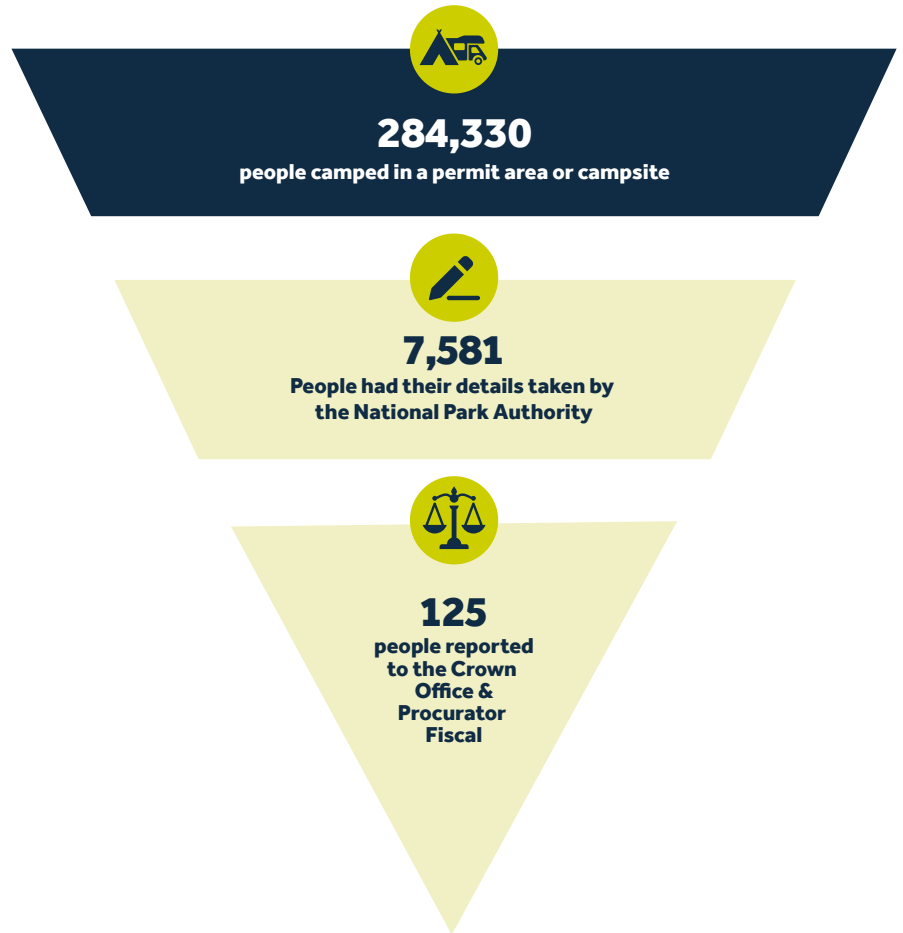 284,330
people camped in a permit area or campsite
7,581
People had their details taken by
the National Park Authority
125
people reported
to the Crown
Office &
Procurator
Fiscal